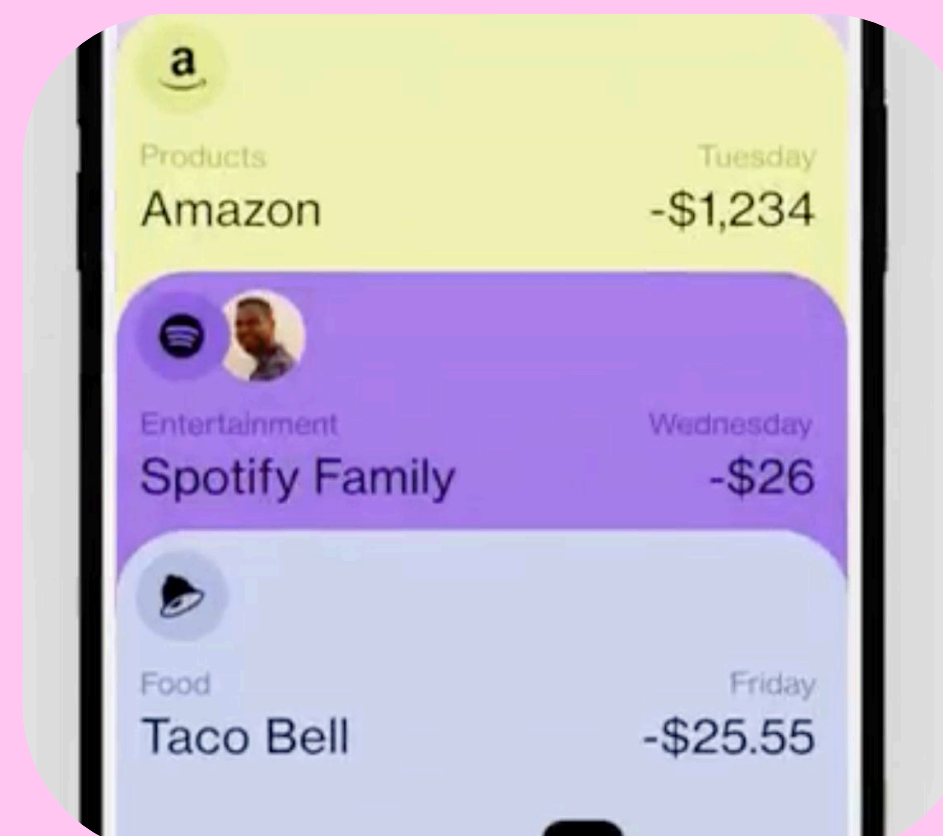 a
Products Tuesday
Amazon -$1,234
Entertainment Wednesday
Spotify Family -$26
Food Friday
Taco Bell -$25.55